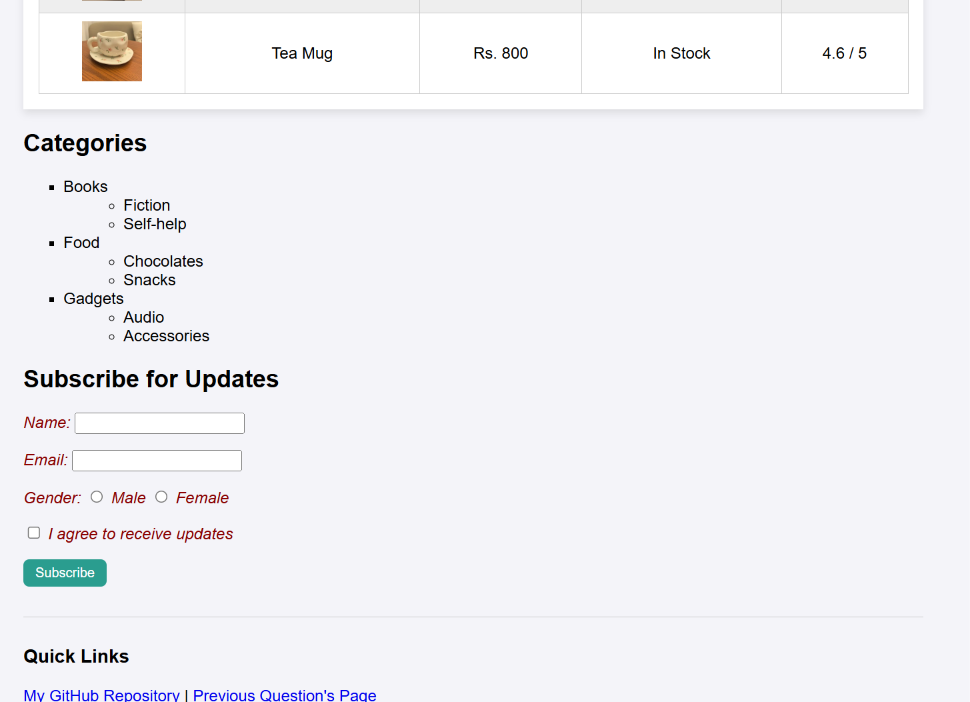 Tea Mug Rs. 800 In Stock 4.6 / 5
Categories
Books
Fiction
Self-help
Food
Chocolates
Snacks
Gadgets
Audio
Accessories
Subscribe for Updates
Name:
Email:
Gender: Male Female
I agree to receive updates
Subscribe
Quick Links
My GitHub Repository | Previous Question's Page